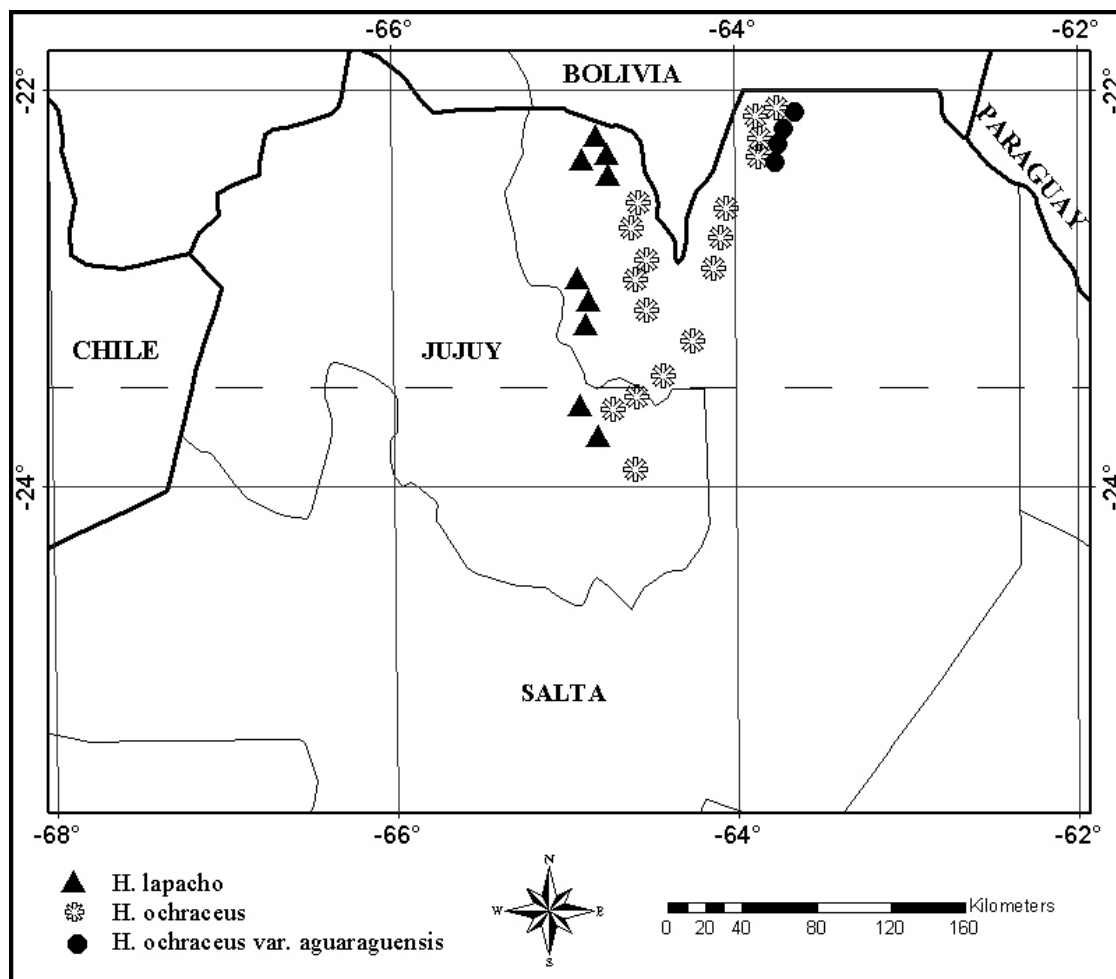 -66° -64° -62°
BOLIVIA
-22° -22°
PARAGUAY
CHILE
JUJUY
-24° -24°
SALTA
-68° -66° -64° -62°
H. lapacho
H. ochraceus
H. ochraceus var. aguaraguensis
N
W E
S
Kilometers
0 20 40 80 120 160